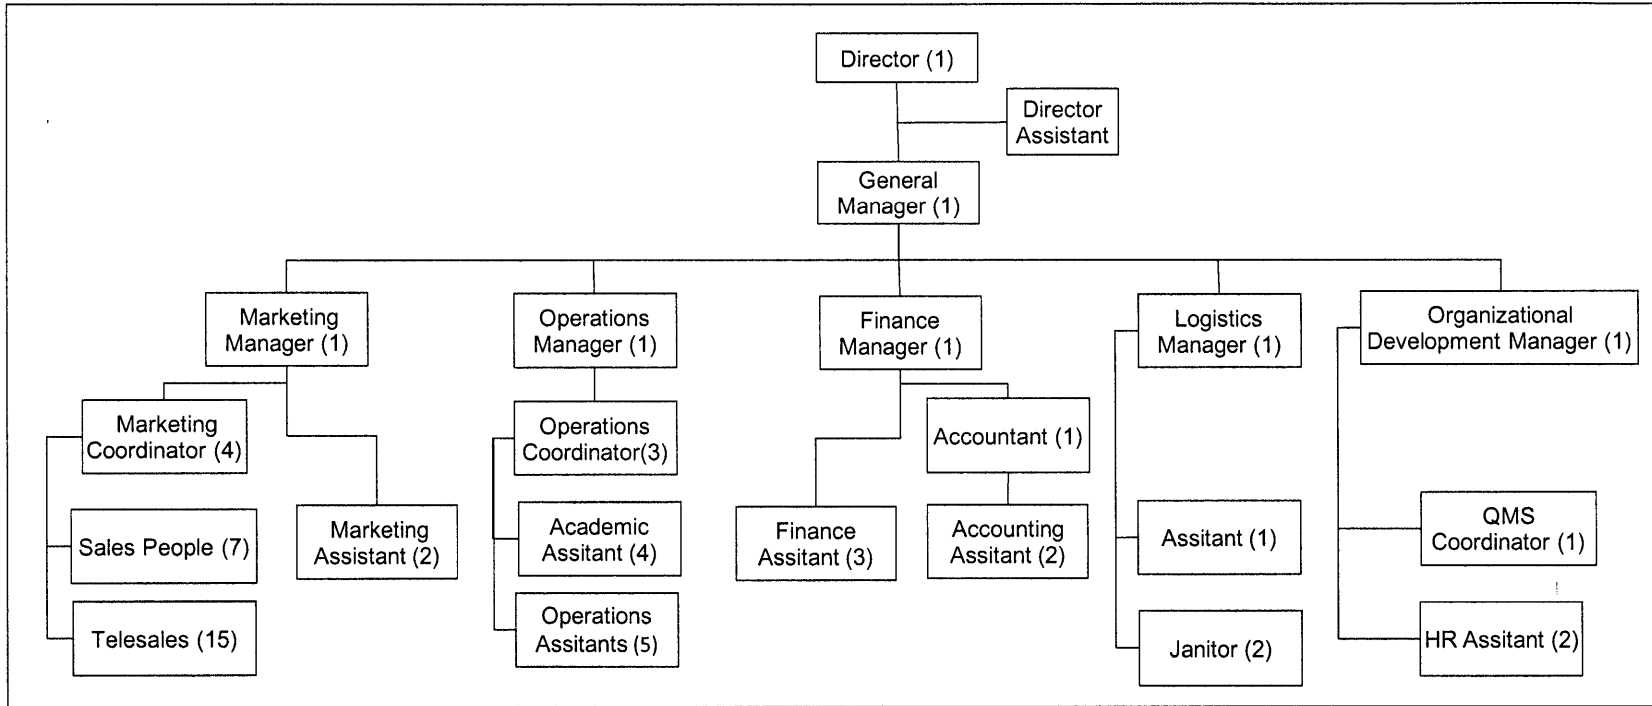 Director (1)
Director
Assistant
General
Manager (1)
Marketing
Manager (1)
Operations
Manager (1)
Finance
Manager (1)
Logistics
Manager (1)
Organizational
Development Manager (1)
Marketing
Coordinator (4)
Operations
Coordinator(3)
Accountant (1)
Sales People (7)
Marketing
Assistant (2)
Academic
Assitant (4)
Finance
Assitant (3)
Accounting
Assitant (2)
Assitant (1)
QMS
Coordinator (1)
Telesales (15)
Operations
Assitants (5)
Janitor (2)
HR Assitant (2)